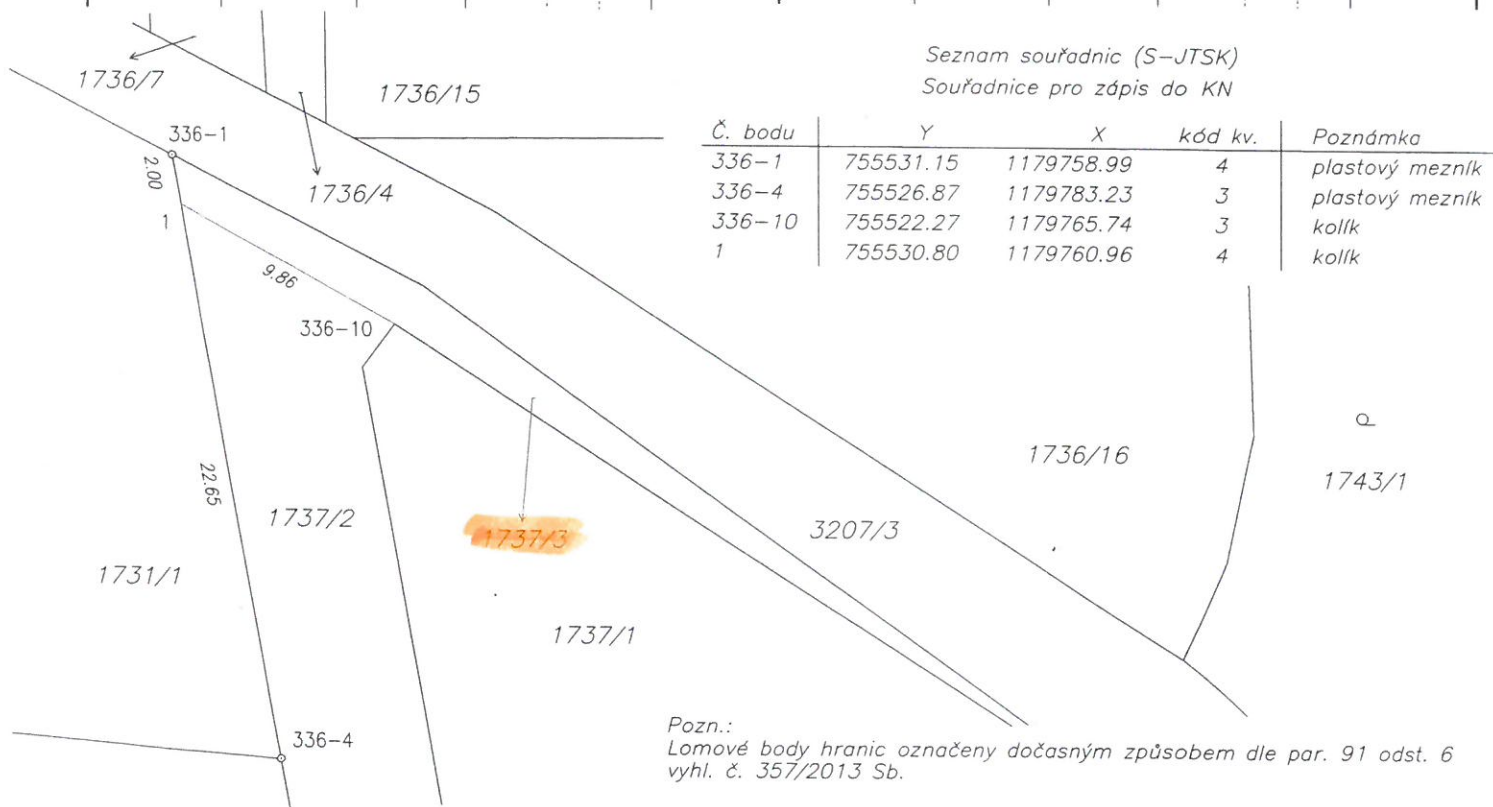 Seznam souřadnic (S-JTSK)
Souřadnice pro zápis do KN
Č. bodu Y X kód kv. Poznámka
336-1 755531.15 1179758.99 4 plastový mezník
336-4 755526.87 1179783.23 3 plastový mezník
336-10 755522.27 1179765.74 3 kolík
1 755530.80 1179760.96 4 kolík
1736/7
1736/15
336-1
2.00
1736/4
1
9.86
336-10
22.65
1737/2
1737/3
1736/16
1743/1
3207/3
1731/1
1737/1
336-4
Pozn.:
Lomové body hranic označeny dočasným způsobem dle par. 91 odst. 6
vyhl. č. 357/2013 Sb.